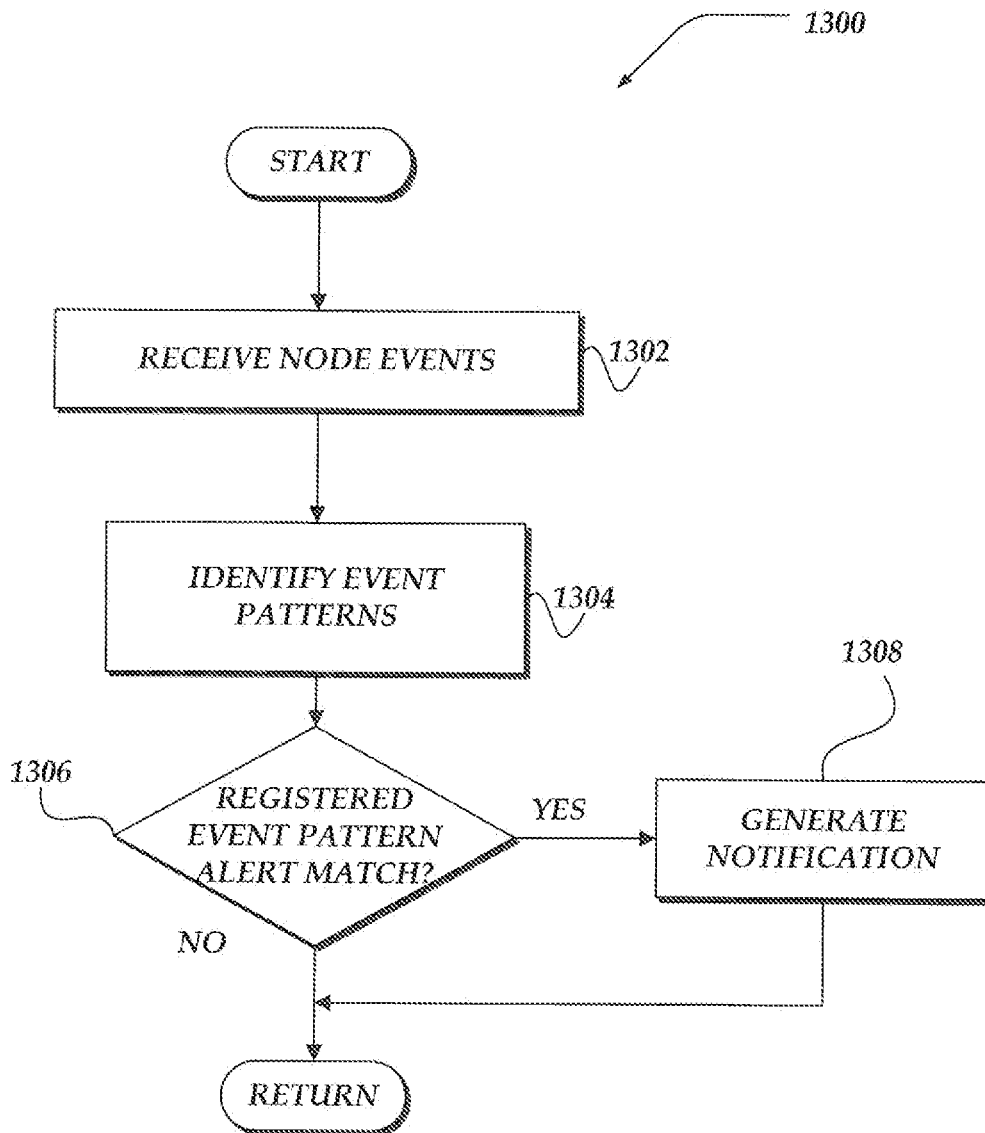 1300
START
RECEIVE NODE EVENTS
1302
IDENTIFY EVENT
PATTERNS
1304
1308
1306
REGISTERED
EVENT PATTERN
ALERT MATCH?
YES
GENERATE
NOTIFICATION
NO
RETURN